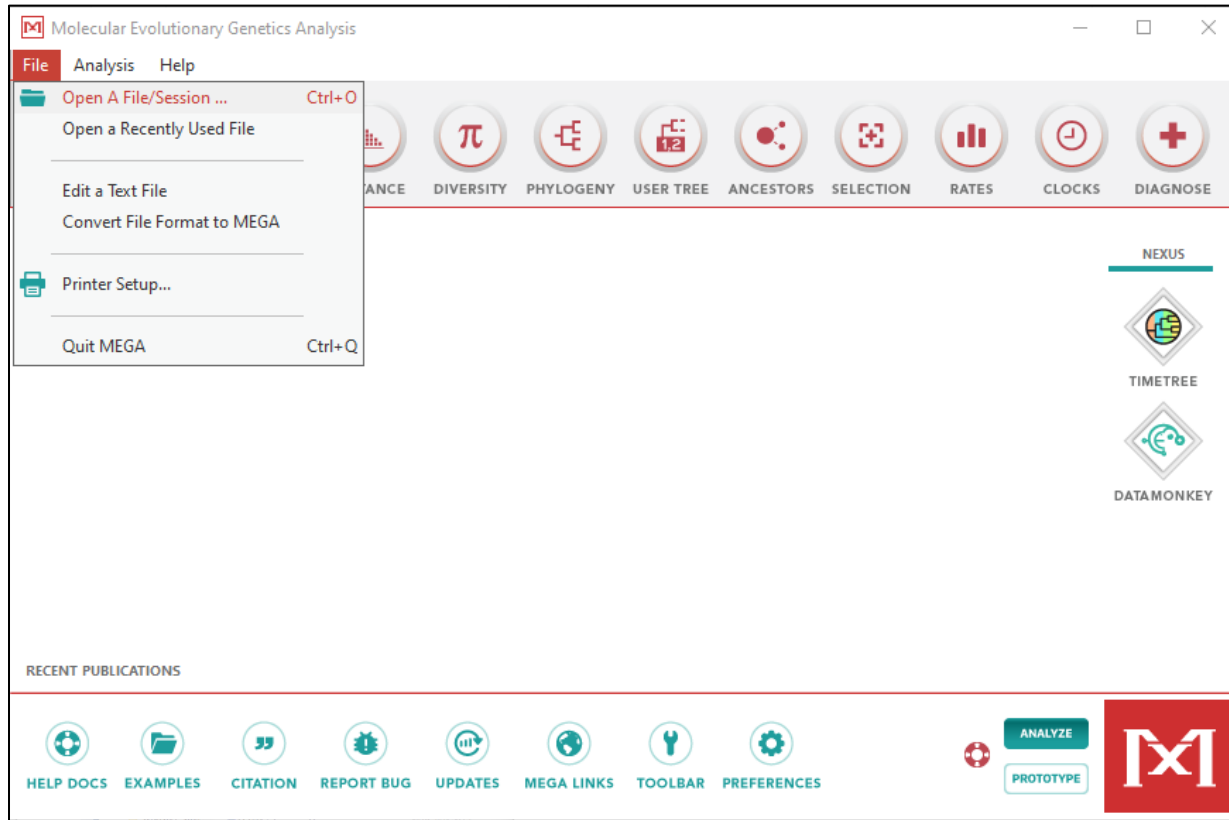 Molecular Evolutionary Genetics Analysis
File Analysis Help
Open A File/Session ... Ctrl+O
Open a Recently Used File
Edit a Text File
Convert File Format to MEGA
Printer Setup...
Quit MEGA Ctrl+Q
π
1,2
ANCE DIVERSITY PHYLOGENY USER TREE ANCESTORS SELECTION RATES CLOCKS DIAGNOSE
NEXUS
TIMETREE
DATAMONKEY
RECENT PUBLICATIONS
HELP DOCS EXAMPLES CITATION REPORT BUG UPDATES MEGA LINKS TOOLBAR PREFERENCES
ANALYZE
PROTOTYPE
M